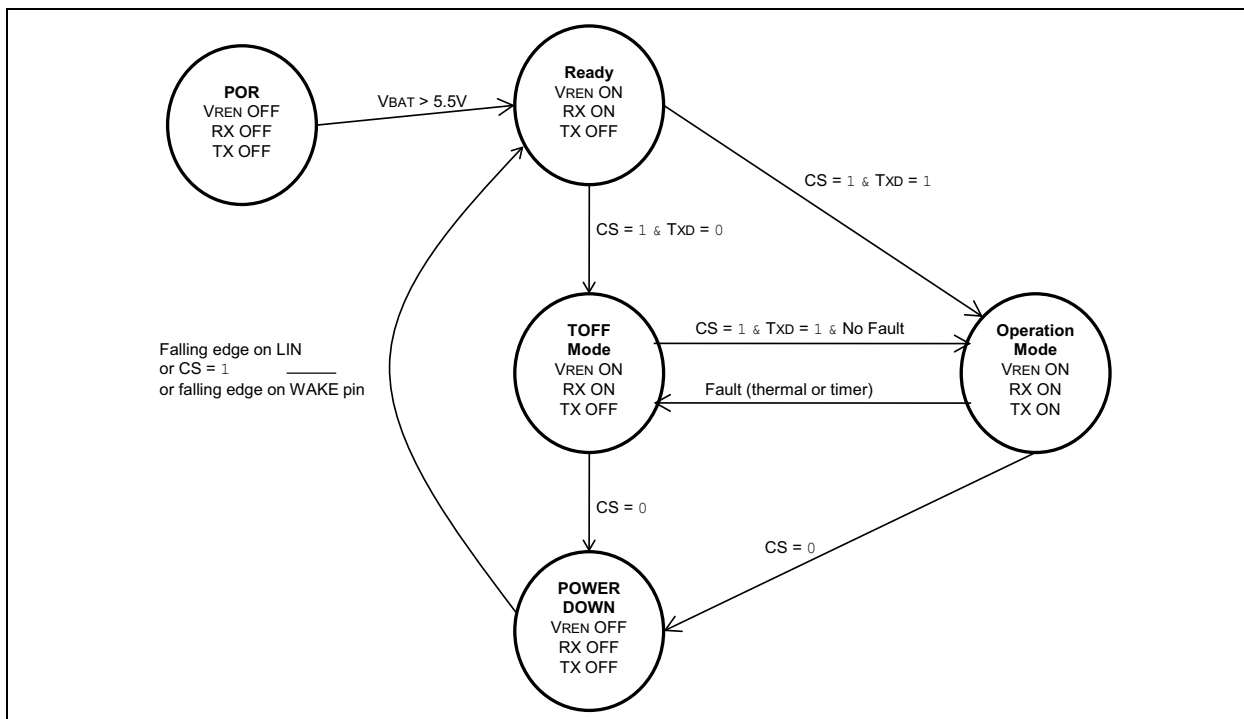 POR
VREN OFF
RX OFF
TX OFF
VBAT > 5.5V
Ready
VREN ON
RX ON
TX OFF
CS = 1 & TXD = 1
CS = 1 & TXD = 0
Falling edge on LIN
or CS = 1
or falling edge on WAKE pin
TOFF
Mode
VREN ON
RX ON
TX OFF
CS = 1 & TXD = 1 & No Fault
Fault (thermal or timer)
Operation
Mode
VREN ON
RX ON
TX ON
CS = 0
CS = 0
POWER
DOWN
VREN OFF
RX OFF
TX OFF